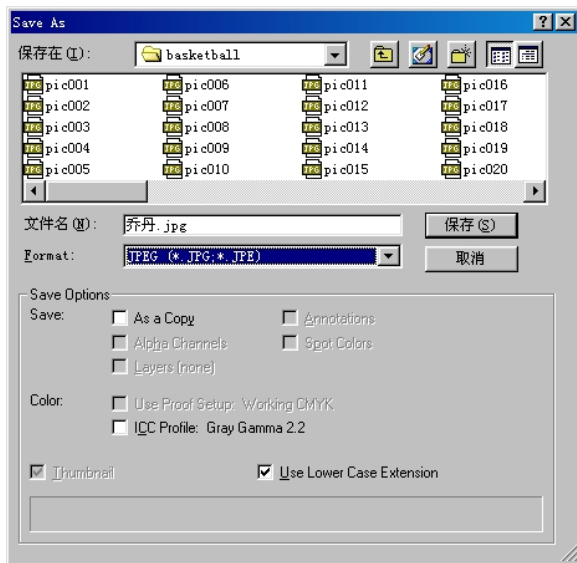 Save As
保存在(I):
basketball
pic001 pic006 pic011 pic016
pic002 pic007 pic012 pic017
pic003 pic008 pic013 pic018
pic004 pic009 pic014 pic019
pic005 pic010 pic015 pic020
文件名(N): 乔丹.jpg 保存(S)
Format: JPEG (*.JPG;*.JPE) 取消
Save Options
Save: As a Copy Annotations
Alpha Channels Spot Colors
Layers (none)
Color: Use Proof Setup: Working CMYK
ICC Profile: Gray Gamma 2.2
Thumbnail Use Lower Case Extension